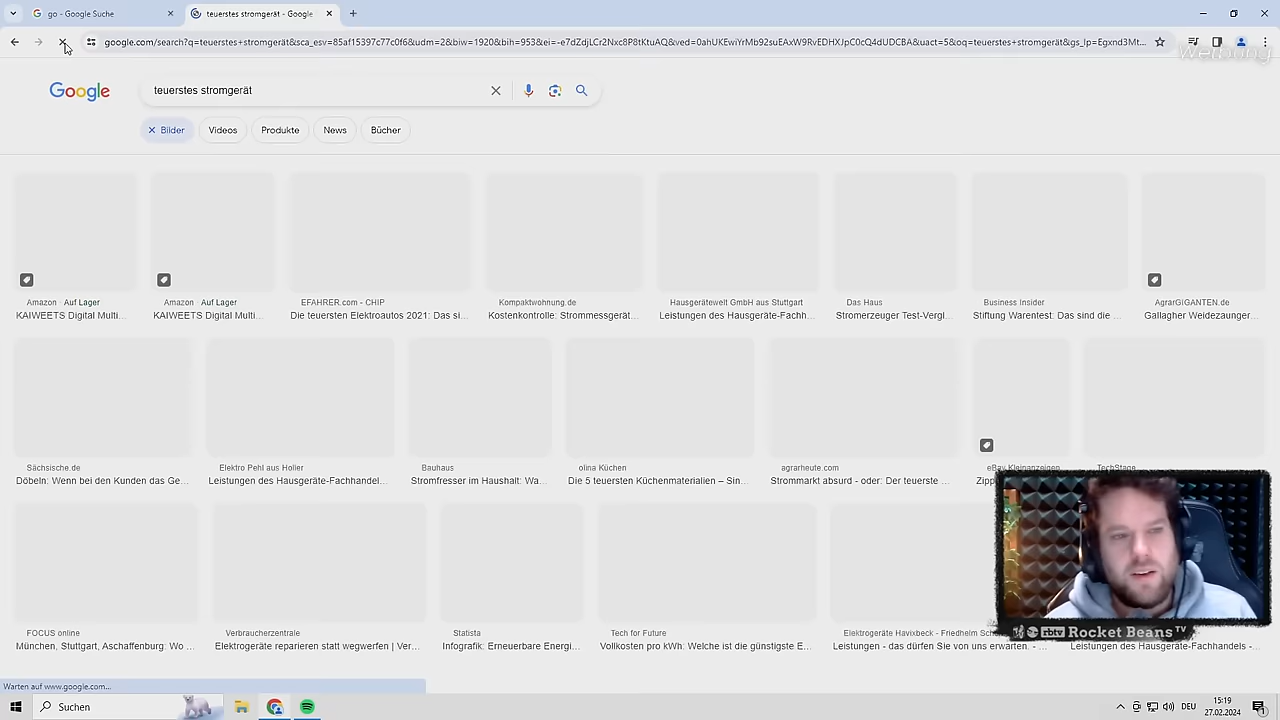 go - Google Suche
teuerstes stromgerät - Google
Werbung
google.com/search?q=teuerstes+stromgerät&sca_esv=85af15397c77c0f6&udm=2&biw=1920&bih=953&ei=-e7dZdjLCr2Nxc8P8tKtuAQ&ved=0ahUKEwiYrMb92suEAxW9RvEDHXJpC0cQ4dUDCBA&uact=5&oq=teuerstes+stromgerät&gs_lp=Egxnd3Mt...
Google
teuerstes stromgerät
Bilder
Videos
Produkte
News
Bücher
Amazon · Auf Lager
Amazon · Auf Lager
EFAHRER.com - CHIP
Kompaktwohnung.de
Hausgerätewelt GmbH aus Stuttgart
Das Haus
Business Insider
AgrarGIGANTEN.de
KAIWEETS Digital Multi...
KAIWEETS Digital Multi...
Die teuersten Elektroautos 2021: Das si...
Kostenkontrolle: Strommessgerät...
Leistungen des Hausgeräte-Fachh...
Stromerzeuger Test-Vergl...
Stiftung Warentest: Das sind die ...
Gallagher Weidezaunger...
Sächsische.de
Elektro Pehl aus Holler
Bauhaus
olina Küchen
agrarheute.com
eBay Kleinanzeigen
TechStage
Döbeln: Wenn bei den Kunden das Ge...
Leistungen des Hausgeräte-Fachhandel...
Stromfresser im Haushalt: Wa...
Die 5 teuersten Küchenmaterialien – Sin...
Strommarkt absurd - oder: Der teuerste ...
FOCUS online
Verbraucherzentrale
Statista
Tech for Future
Elektrogeräte Havixbeck - Friedhelm
München, Stuttgart, Aschaffenburg: Wo ...
Elektrogeräte reparieren statt wegwerfen | Ver...
Infografik: Erneuerbare Energi...
Vollkosten pro kWh: Welche ist die günstigste E...
Leistungen - das dürfen Sie von uns erwarten. - ...
Leistungen des Hausgeräte-Fachhandels -...
rbtv Rocket Beans TV
Warten auf www.google.com...
Suchen
DEU
15:19
27.02.2024